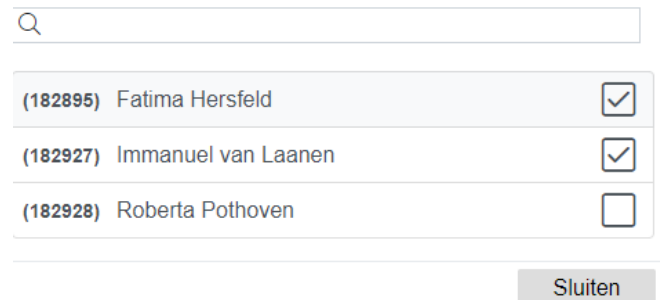 (182895) Fatima Hersfeld
(182927) Immanuel van Laanen
(182928) Roberta Pothoven
Sluiten